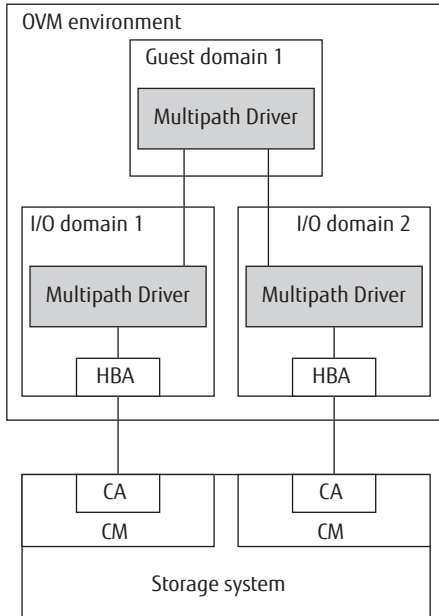 OVM environment
Guest domain 1
Multipath Driver
I/O domain 1
I/O domain 2
Multipath Driver
Multipath Driver
HBA
HBA
CA
CA
CM
CM
Storage system